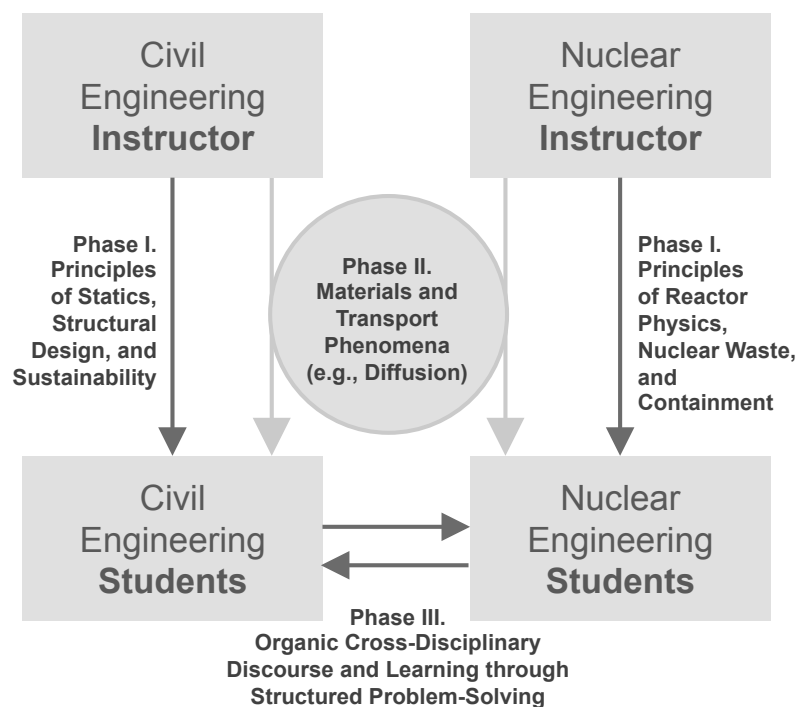 Civil
Engineering
Instructor
Nuclear
Engineering
Instructor
Phase I.
Principles
of Statics,
Structural
Design, and
Sustainability
Phase II.
Materials and
Transport
Phenomena
(e.g., Diffusion)
Phase I.
Principles
of Reactor
Physics,
Nuclear Waste,
and
Containment
Civil
Engineering
Students
Nuclear
Engineering
Students
Phase III.
Organic Cross-Disciplinary
Discourse and Learning through
Structured Problem-Solving